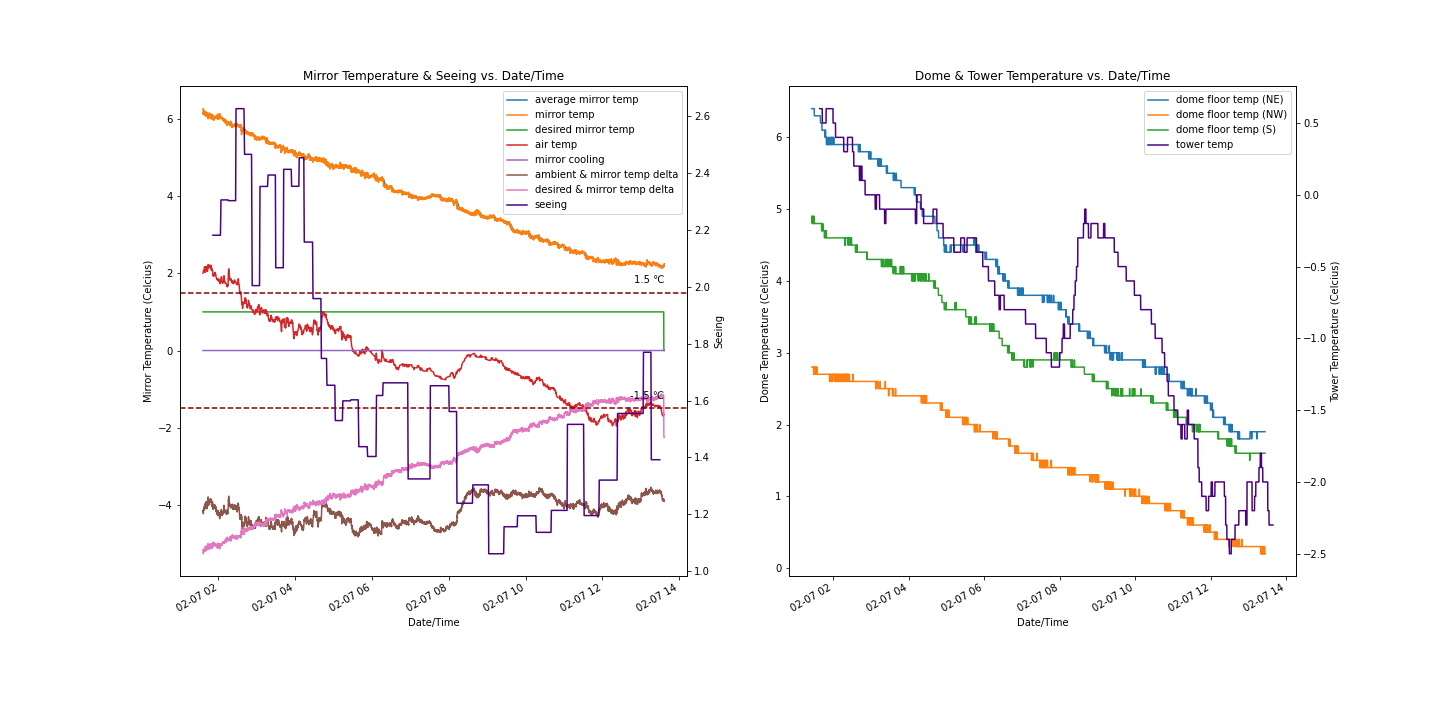 Mirror Temperature & Seeing vs. Date/Time
average mirror temp
mirror temp
desired mirror temp
air temp
mirror cooling
ambient & mirror temp delta
desired & mirror temp delta
seeing
1.5 °C
-1.5 °C
6
4
2
0
−2
−4
Mirror Temperature (Celcius)
2.6
2.4
2.2
2.0
1.8
1.6
1.4
1.2
1.0
Seeing
02-07 02
02-07 04
02-07 06
02-07 08
02-07 10
02-07 12
02-07 14
Date/Time
Dome & Tower Temperature vs. Date/Time
dome floor temp (NE)
dome floor temp (NW)
dome floor temp (S)
tower temp
6
5
4
3
2
1
0
Dome Temperature (Celcius)
0.5
0.0
−0.5
−1.0
−1.5
−2.0
−2.5
Tower Temperature (Celcius)
02-07 02
02-07 04
02-07 06
02-07 08
02-07 10
02-07 12
02-07 14
Date/Time